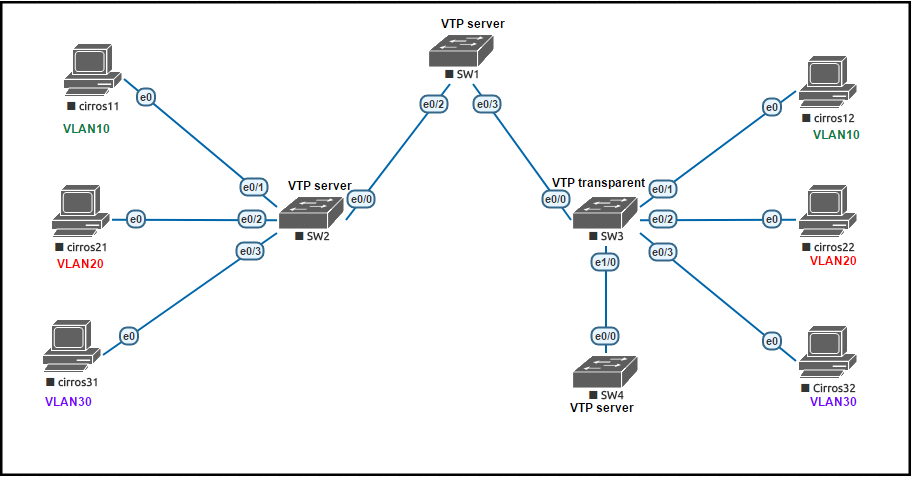 VTP server
SW1
e0/2
e0/3
cirros11
VLAN10
e0
e0/1
VTP server
e0/0
SW2
cirros21
VLAN20
e0
e0/2
cirros31
VLAN30
e0
e0/3
VTP transparent
e0/0
SW3
e0/1
e0
cirros12
VLAN10
e0/2
e0
cirros22
VLAN20
e0/3
e0
Cirros32
VLAN30
e1/0
e0/0
SW4
VTP server